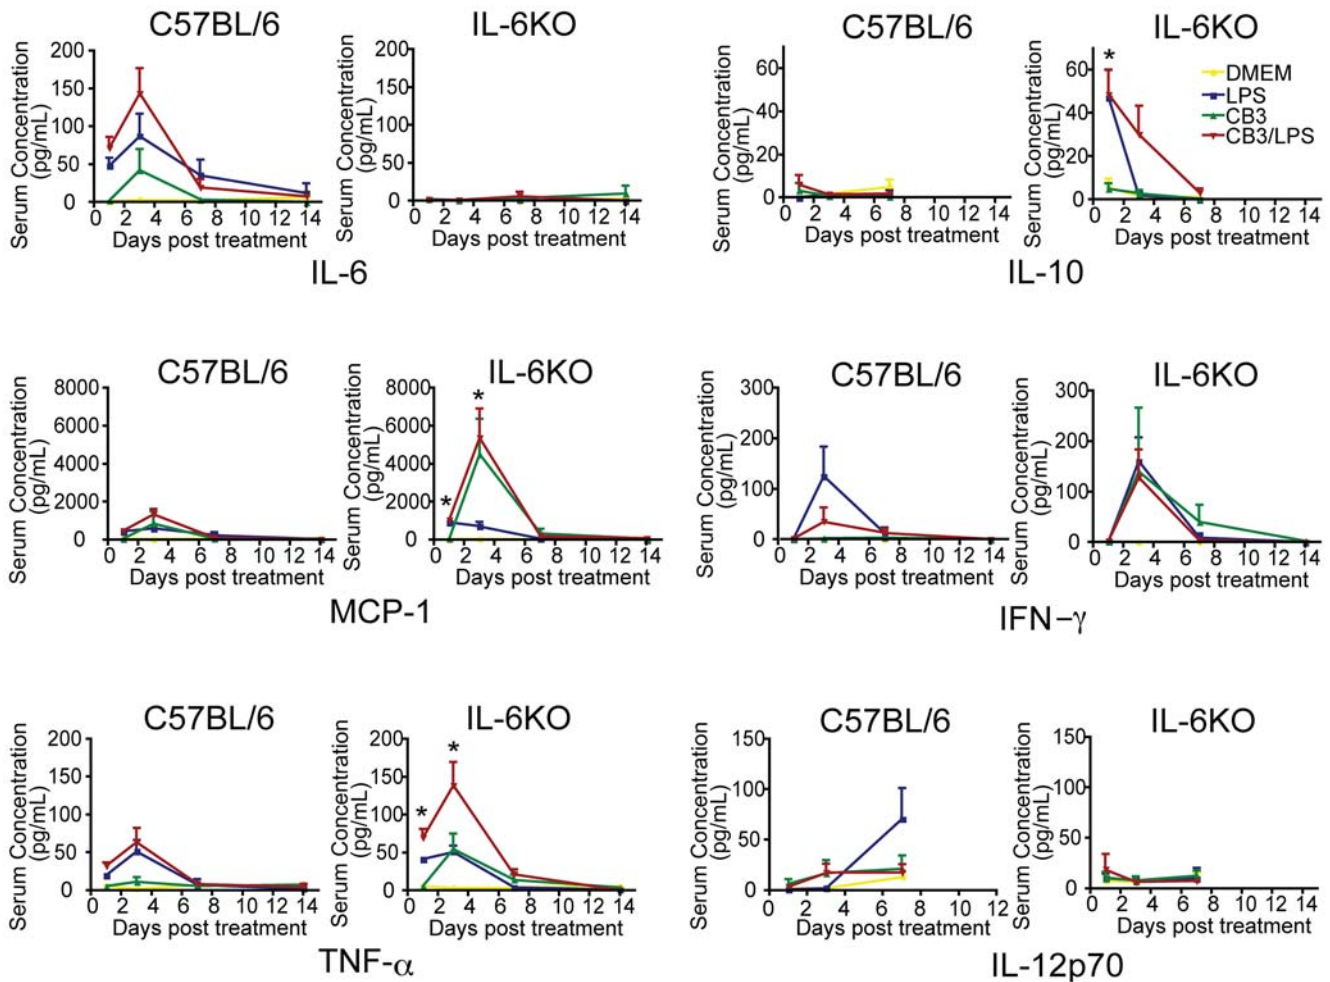 C57BL/6
IL-6KO
Serum Concentration
(pg/mL)
200
150
100
50
0
0 2 4 6 8 10 12 14
Days post treatment
Serum Concentration
(pg/mL)
200
150
100
50
0
0 2 4 6 8 10 12 14
Days post treatment
IL-6
C57BL/6
IL-6KO
Serum Concentration
(pg/mL)
60
40
20
0
0 2 4 6 8 10 12 14
Days post treatment
Serum Concentration
(pg/mL)
60
40
20
0
*
DMEM
LPS
CB3
CB3/LPS
0 2 4 6 8 10 12 14
Days post treatment
IL-10
C57BL/6
IL-6KO
Serum Concentration
(pg/mL)
8000
6000
4000
2000
0
0 2 4 6 8 10 12 14
Days post treatment
Serum Concentration
(pg/mL)
8000
6000
4000
2000
0
*
*
0 2 4 6 8 10 12 14
Days post treatment
MCP-1
C57BL/6
IL-6KO
Serum Concentration
(pg/mL)
300
200
100
0
0 2 4 6 8 10 12 14
Days post treatment
Serum Concentration
(pg/mL)
300
200
100
0
0 2 4 6 8 10 12 14
Days post treatment
IFN-γ
C57BL/6
IL-6KO
Serum Concentration
(pg/mL)
200
150
100
50
0
0 2 4 6 8 10 12 14
Days post treatment
Serum Concentration
(pg/mL)
200
150
100
50
0
*
*
0 2 4 6 8 10 12 14
Days post treatment
TNF-α
C57BL/6
IL-6KO
Serum Concentration
(pg/mL)
150
100
50
0
0 2 4 6 8 10 12
Days post treatment
Serum Concentration
(pg/mL)
150
100
50
0
0 2 4 6 8 10 12 14
Days post treatment
IL-12p70